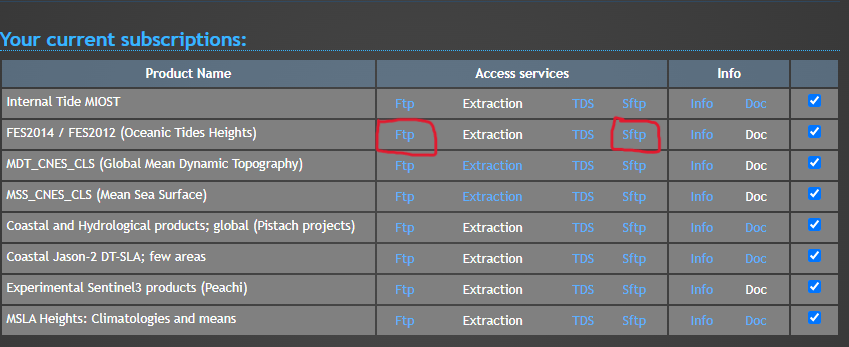 Your current subscriptions:
Product Name Access services Info
Internal Tide MIOST Ftp Extraction TDS Sftp Info Doc
FES2014 / FES2012 (Oceanic Tides Heights) Ftp Extraction TDS Sftp Info Doc
MDT_CNES_CLS (Global Mean Dynamic Topography) Ftp Extraction TDS Sftp Info Doc
MSS_CNES_CLS (Mean Sea Surface) Ftp Extraction TDS Sftp Info Doc
Coastal and Hydrological products; global (Pistach projects) Ftp Extraction TDS Sftp Info Doc
Coastal Jason-2 DT-SLA; few areas Ftp Extraction TDS Sftp Info Doc
Experimental Sentinel3 products (Peachi) Ftp Extraction TDS Sftp Info Doc
MSLA Heights: Climatologies and means Ftp Extraction TDS Sftp Info Doc